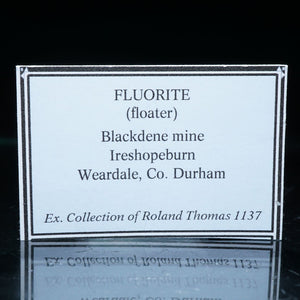 FLUORITE
(floater)
Blackdene mine
Ireshopeburn
Weardale, Co. Durham
Ex. Collection of Roland Thomas 1137